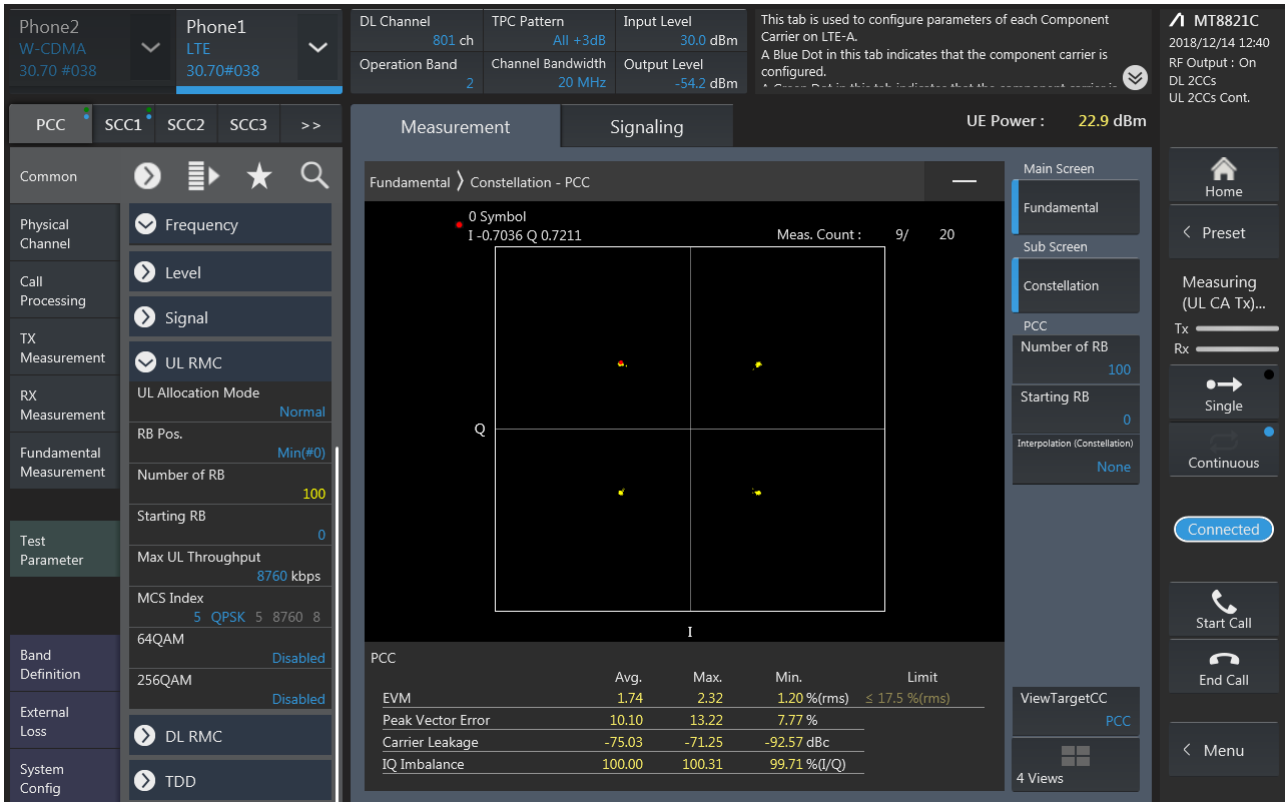 Phone2
W-CDMA
30.70 #038
Phone1
LTE
30.70#038
DL Channel
801 ch
TPC Pattern
All +3dB
Input Level
30.0 dBm
Operation Band
2
Channel Bandwidth
20 MHz
Output Level
-54.2 dBm
This tab is used to configure parameters of each Component
Carrier on LTE-A.
A Blue Dot in this tab indicates that the component carrier is
configured.
A Green Dot in this tab indicates that the component carrier is
MT8821C
2018/12/14 12:40
RF Output : On
DL 2CCs
UL 2CCs Cont.
PCC
SCC1
SCC2
SCC3
>>
Measurement
Signaling
UE Power : 22.9 dBm
Common
Physical
Channel
Call
Processing
TX
Measurement
RX
Measurement
Fundamental
Measurement
Test
Parameter
Band
Definition
External
Loss
System
Config
Frequency
Level
Signal
UL RMC
UL Allocation Mode
Normal
RB Pos.
Min(#0)
Number of RB
100
Starting RB
0
Max UL Throughput
8760 kbps
MCS Index
5 QPSK 5 8760 8
64QAM
Disabled
256QAM
Disabled
DL RMC
TDD
Fundamental > Constellation - PCC
0 Symbol
I -0.7036 Q 0.7211
Meas. Count : 9/ 20
Q
I
PCC
Avg. Max. Min. Limit
EVM 1.74 2.32 1.20 %(rms) ≤ 17.5 %(rms)
Peak Vector Error 10.10 13.22 7.77 %
Carrier Leakage -75.03 -71.25 -92.57 dBc
IQ Imbalance 100.00 100.31 99.71 %(I/Q)
Main Screen
Fundamental
Sub Screen
Constellation
PCC
Number of RB
100
Starting RB
0
Interpolation (Constellation)
None
ViewTargetCC
PCC
4 Views
Home
< Preset
Measuring
(UL CA Tx)...
Tx
Rx
Single
Continuous
Connected
Start Call
End Call
< Menu